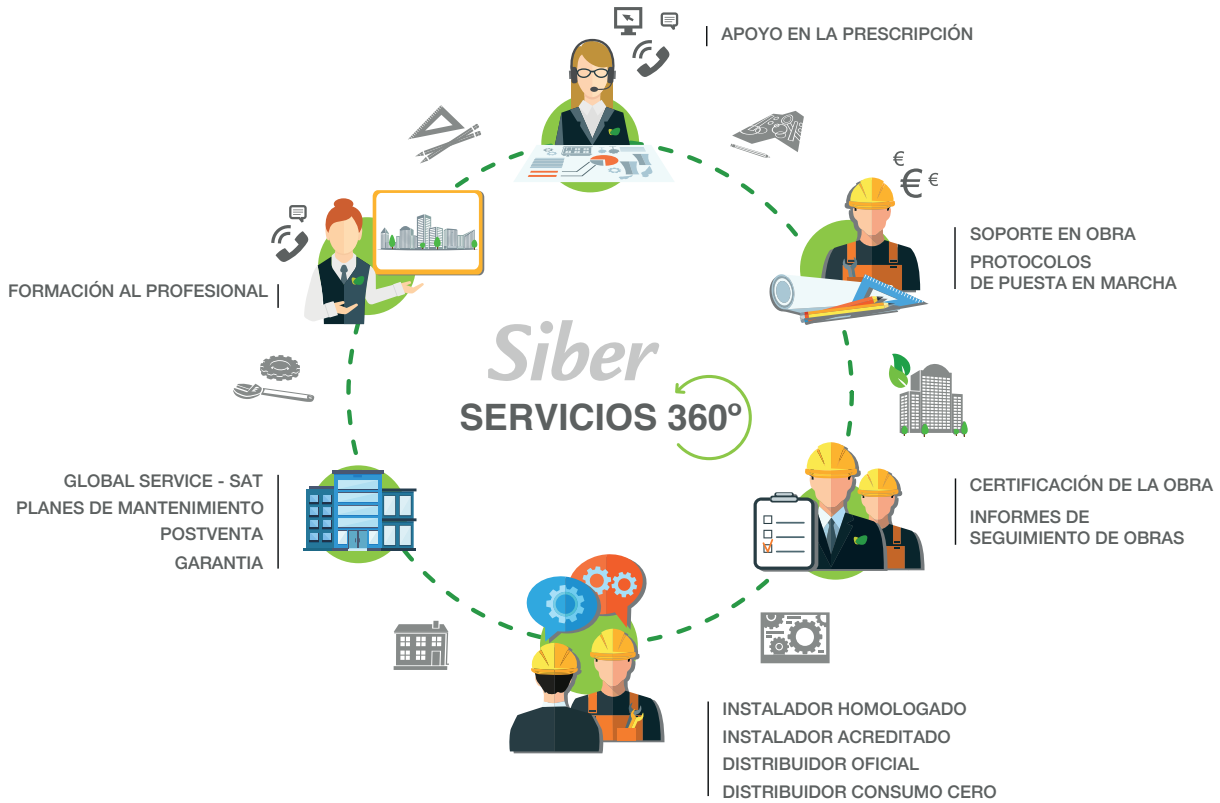 APOYO EN LA PRESCRIPCIÓN
€
€ €
SOPORTE EN OBRA
PROTOCOLOS
DE PUESTA EN MARCHA
FORMACIÓN AL PROFESIONAL
Siber
SERVICIOS 360º
GLOBAL SERVICE - SAT
PLANES DE MANTENIMIENTO
POSTVENTA
GARANTIA
CERTIFICACIÓN DE LA OBRA
INFORMES DE
SEGUIMIENTO DE OBRAS
INSTALADOR HOMOLOGADO
INSTALADOR ACREDITADO
DISTRIBUIDOR OFICIAL
DISTRIBUIDOR CONSUMO CERO